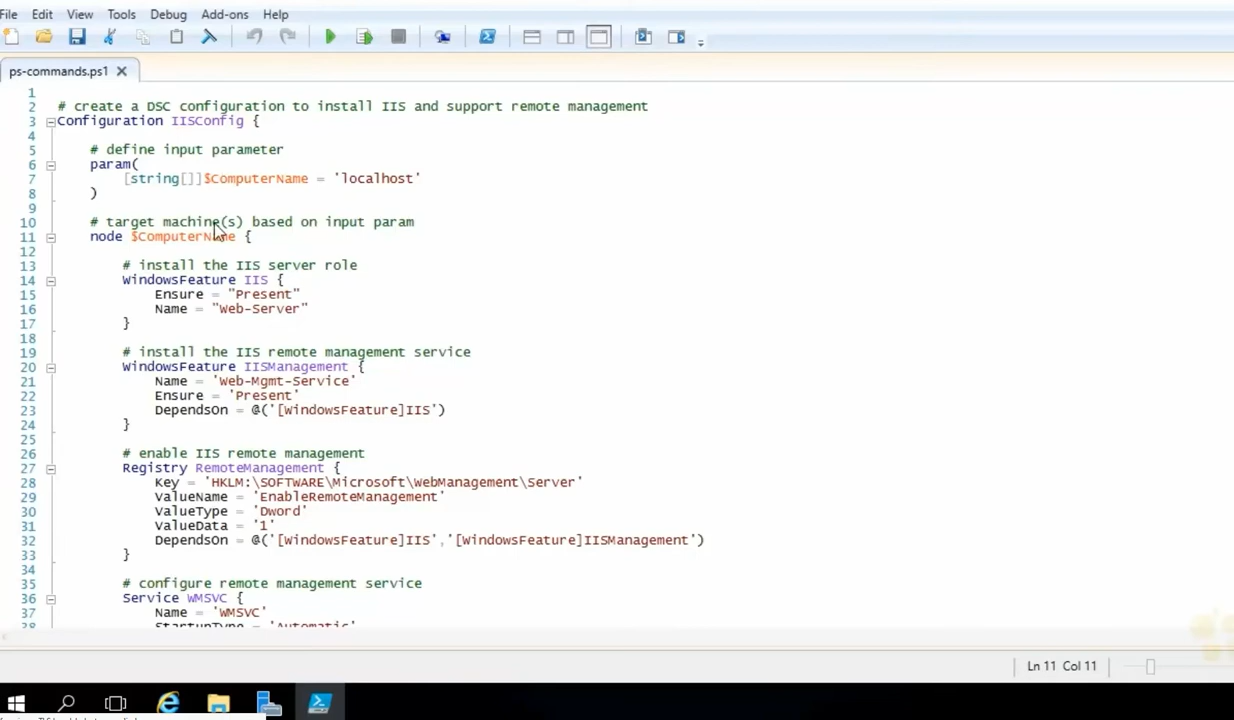 File Edit View Tools Debug Add-ons Help
ps-commands.ps1
1
2 # create a DSC configuration to install IIS and support remote management
3 Configuration IISConfig {
4
5 # define input parameter
6 param(
7 [string[]]$ComputerName = 'localhost'
8 )
9
10 # target machine(s) based on input param
11 node $ComputerName {
12
13 # install the IIS server role
14 WindowsFeature IIS {
15 Ensure = "Present"
16 Name = "Web-Server"
17 }
18
19 # install the IIS remote management service
20 WindowsFeature IISManagement {
21 Name = 'Web-Mgmt-Service'
22 Ensure = 'Present'
23 DependsOn = @('[WindowsFeature]IIS')
24 }
25
26 # enable IIS remote management
27 Registry RemoteManagement {
28 Key = 'HKLM:\SOFTWARE\Microsoft\WebManagement\Server'
29 ValueName = 'EnableRemoteManagement'
30 ValueType = 'Dword'
31 ValueData = '1'
32 DependsOn = @('[WindowsFeature]IIS','[WindowsFeature]IISManagement')
33 }
34
35 # configure remote management service
36 Service WMSVC {
37 Name = 'WMSVC'
38 StartupType = 'Automatic'
Ln 11 Col 11